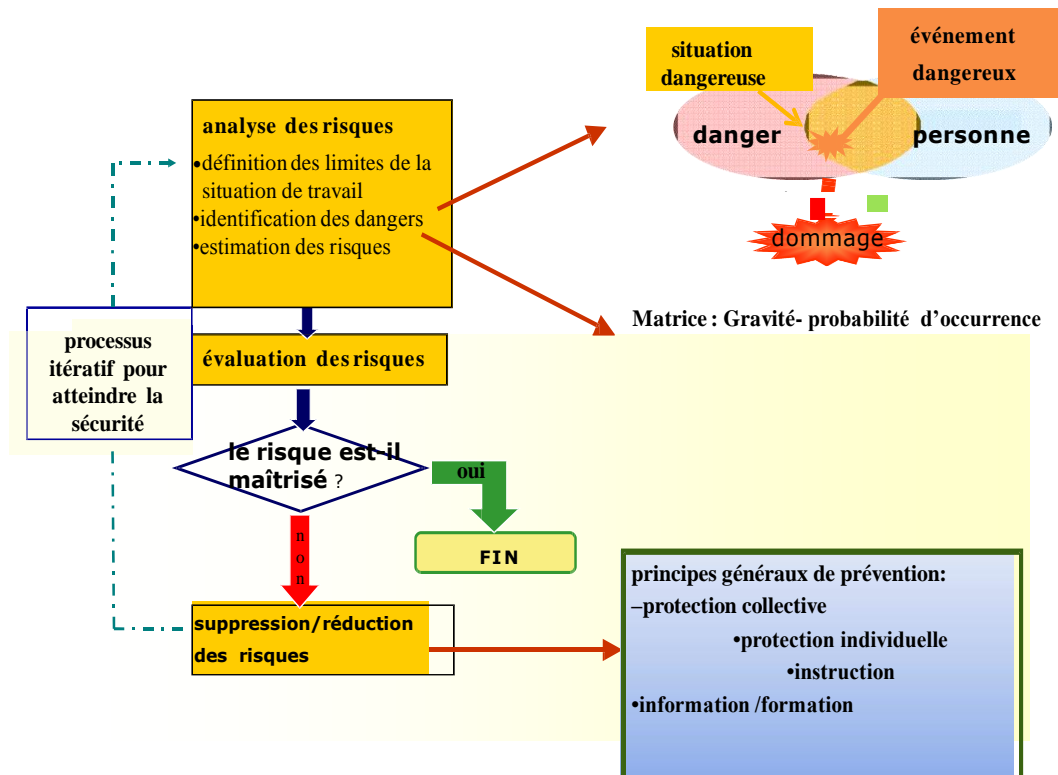 situation
dangereuse
événement
dangereux
danger
personne
dommage
analyse des risques
•définition des limites de la
situation de travail
•identification des dangers
•estimation des risques
Matrice : Gravité- probabilité d’occurrence
processus
itératif pour
atteindre la
sécurité
évaluation des risques
le risque est-il
maîtrisé ?
oui
n
o
n
FIN
suppression/réduction
des risques
principes généraux de prévention:
–protection collective
•protection individuelle
•instruction
•information /formation